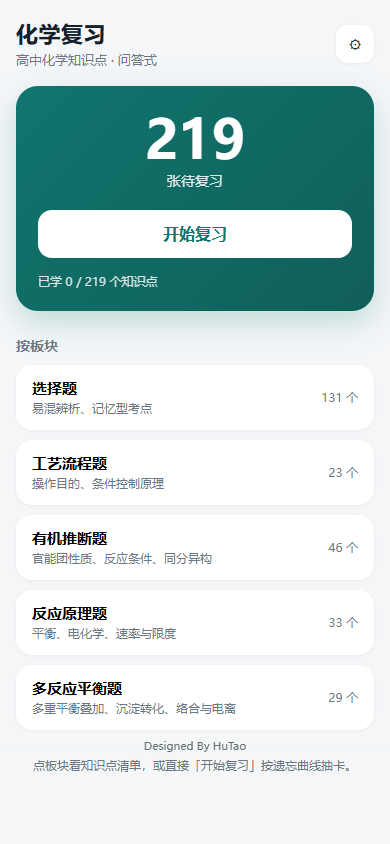 化学复习
高中化学知识点 · 问答式
219
张待复习
开始复习
已学 0 / 219 个知识点
按板块
选择题
易混辨析、记忆型考点
131 个
工艺流程题
操作目的、条件控制原理
23 个
有机推断题
官能团性质、反应条件、同分异构
46 个
反应原理题
平衡、电化学、速率与限度
33 个
多反应平衡题
多重平衡叠加、沉淀转化、络合与电离
29 个
Designed By HuTao
点板块看知识点清单，或直接「开始复习」按遗忘曲线抽卡。